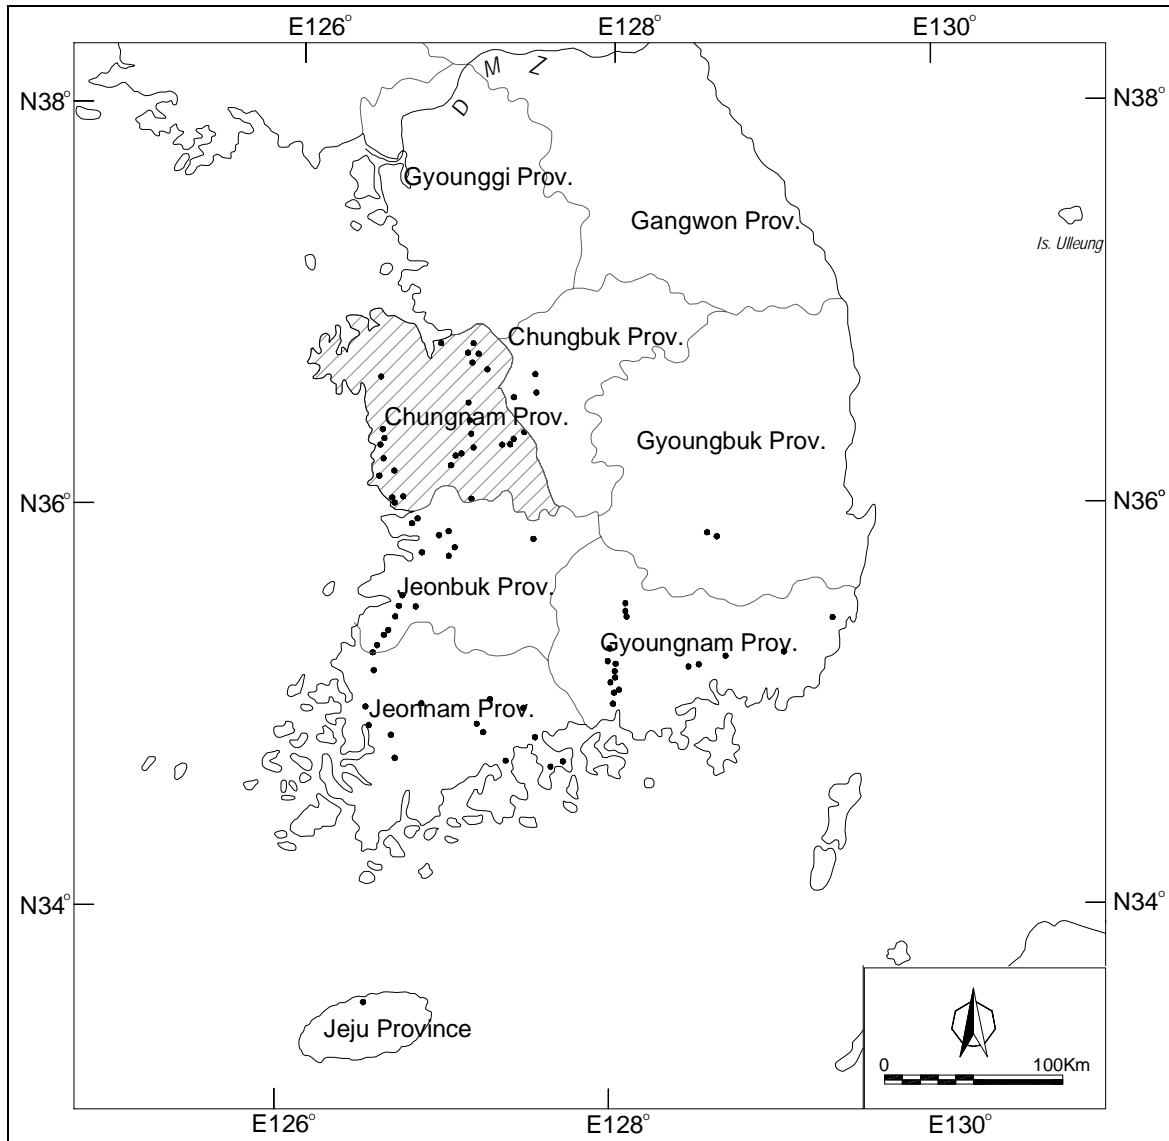 E126° E128° E130°
D M Z
N38° N38°
Gyounggi Prov.
Gangwon Prov.
Is. Ulleung
Chungbuk Prov.
Chungnam Prov.
Gyoungbuk Prov.
N36° N36°
Jeonbuk Prov.
Gyoungnam Prov.
Jeonnam Prov.
N34° N34°
Jeju Province
0 100Km
E126° E128° E130°